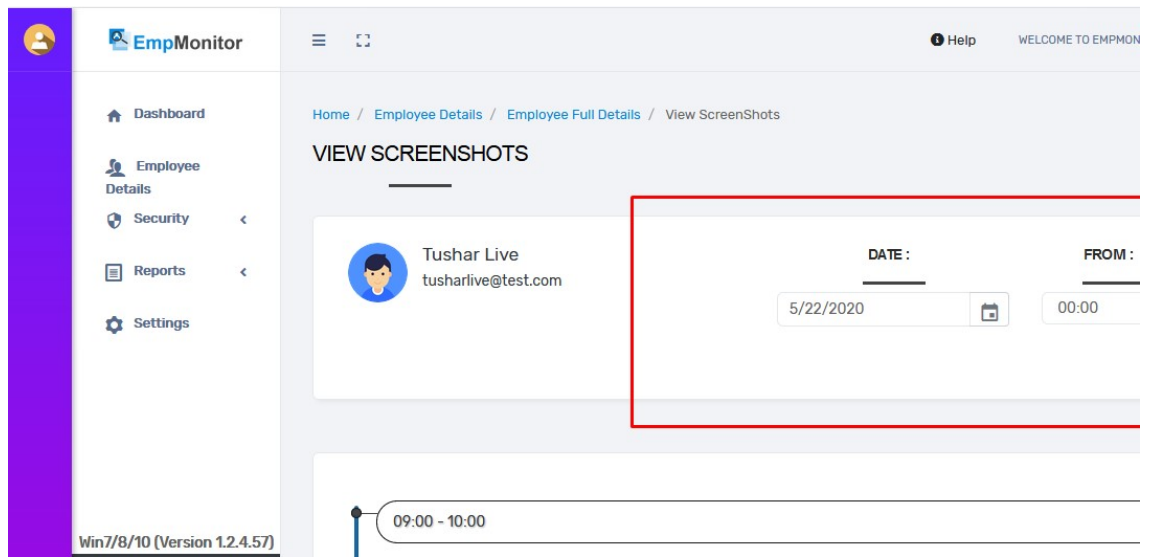 EmpMonitor
Help
WELCOME TO EMPMON
Dashboard
Employee
Details
Security
Reports
Settings
Win7/8/10 (Version 1.2.4.57)
Home / Employee Details / Employee Full Details / View ScreenShots
VIEW SCREENSHOTS
Tushar Live
tusharlive@test.com
DATE :
FROM :
5/22/2020
00:00
09:00 - 10:00